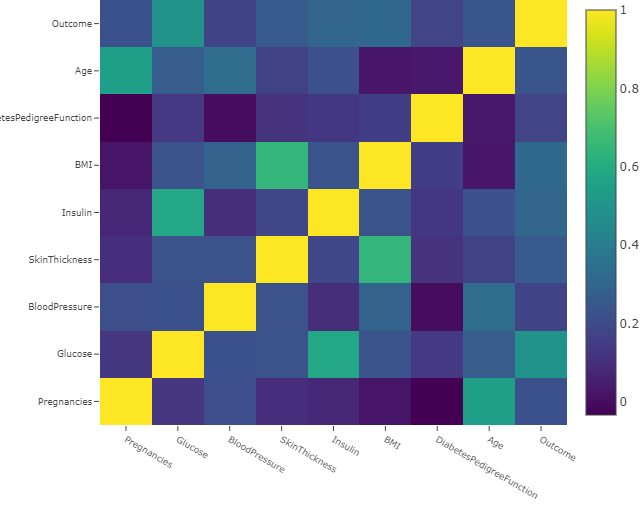 Outcome
Age
etesPedigreeFunction
BMI
Insulin
SkinThickness
BloodPressure
Glucose
Pregnancies
Pregnancies
Glucose
BloodPressure
SkinThickness
Insulin
BMI
DiabetesPedigreeFunction
Age
Outcome
1
0.8
0.6
0.4
0.2
0